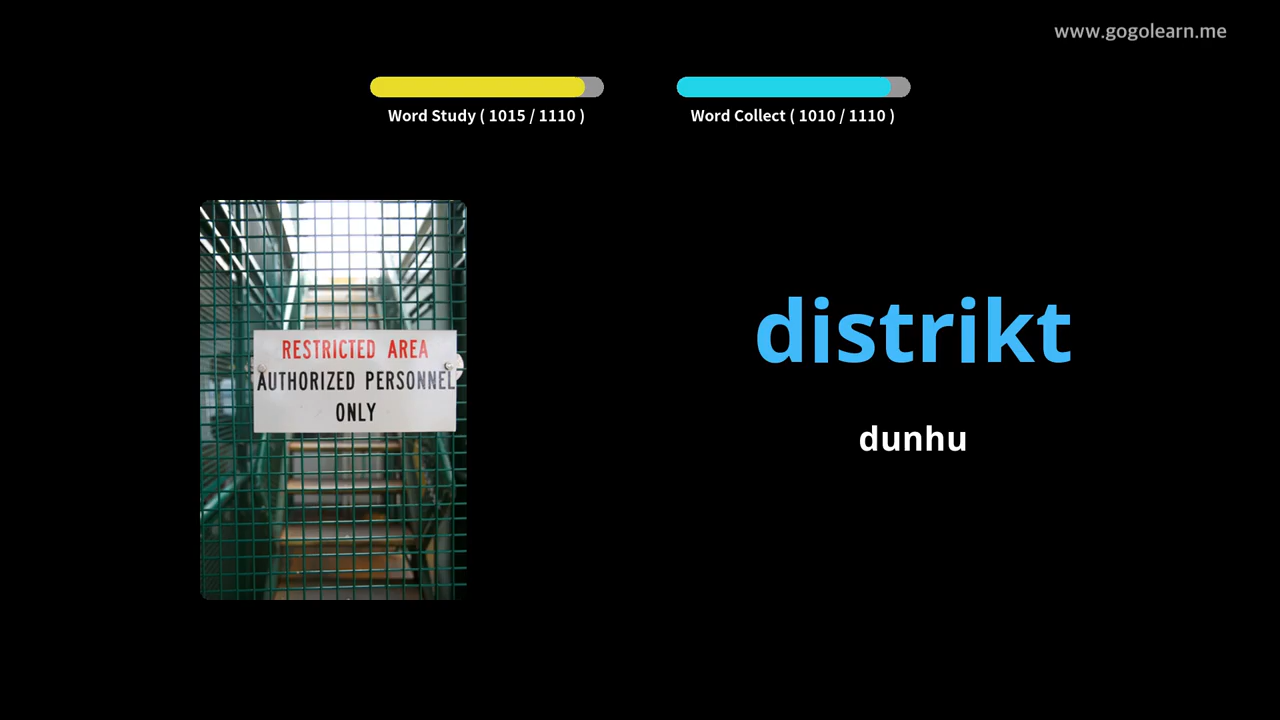 www.gogolearn.me
Word Study ( 1015 / 1110 )
Word Collect ( 1010 / 1110 )
RESTRICTED AREA
AUTHORIZED PERSONNEL
ONLY
distrikt
dunhu